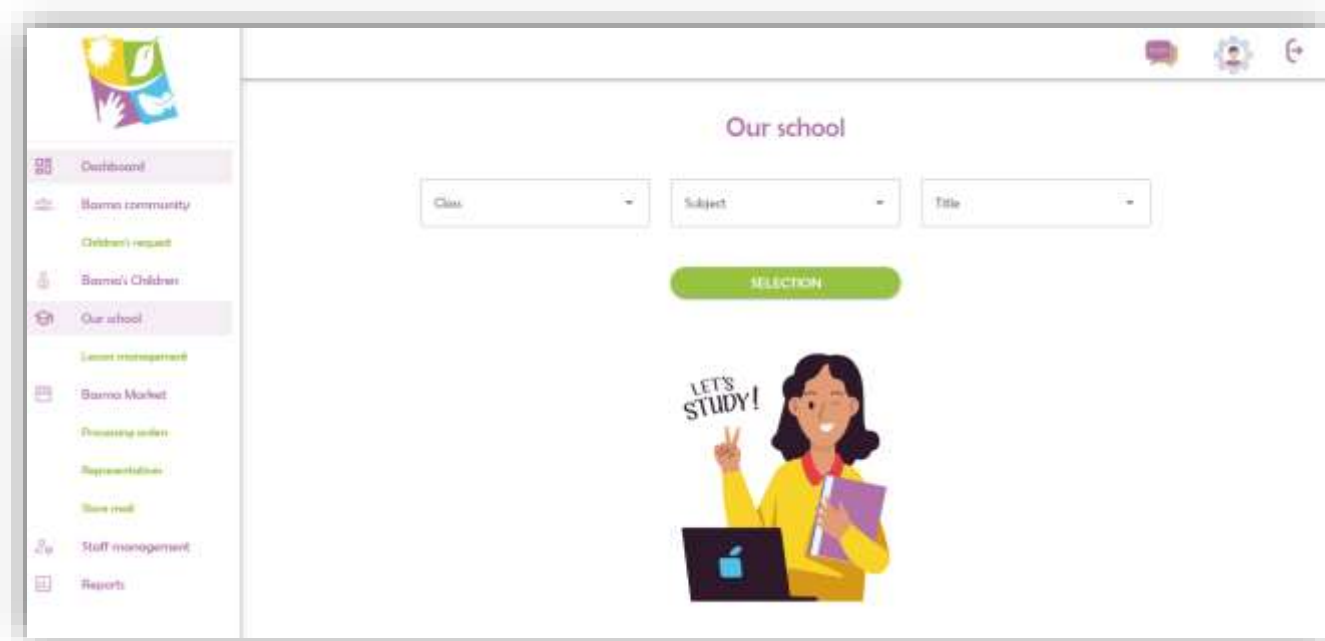 Our school
Class
Subject
Title
SELECTION
LET'S
STUDY!
Dashboard
Basma community
Children's request
Basma's Children
Our school
Lesson management
Basma Market
Processing orders
Representatives
Store mail
Staff management
Reports